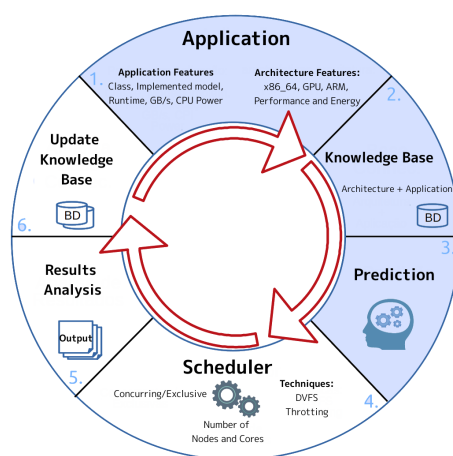 Application
Application Features
Class, Implemented model,
Runtime, GB/s, CPU Power
Architecture Features:
x86_64, GPU, ARM,
Performance and Energy
1.
2.
Knowledge Base
Architecture + Application
BD
3.
Prediction
4.
Scheduler
Concurring/Exclusive
Techniques:
DVFS
Throtting
Number of
Nodes and Cores
5.
Results
Analysis
Output
6.
Update
Knowledge
Base
BD